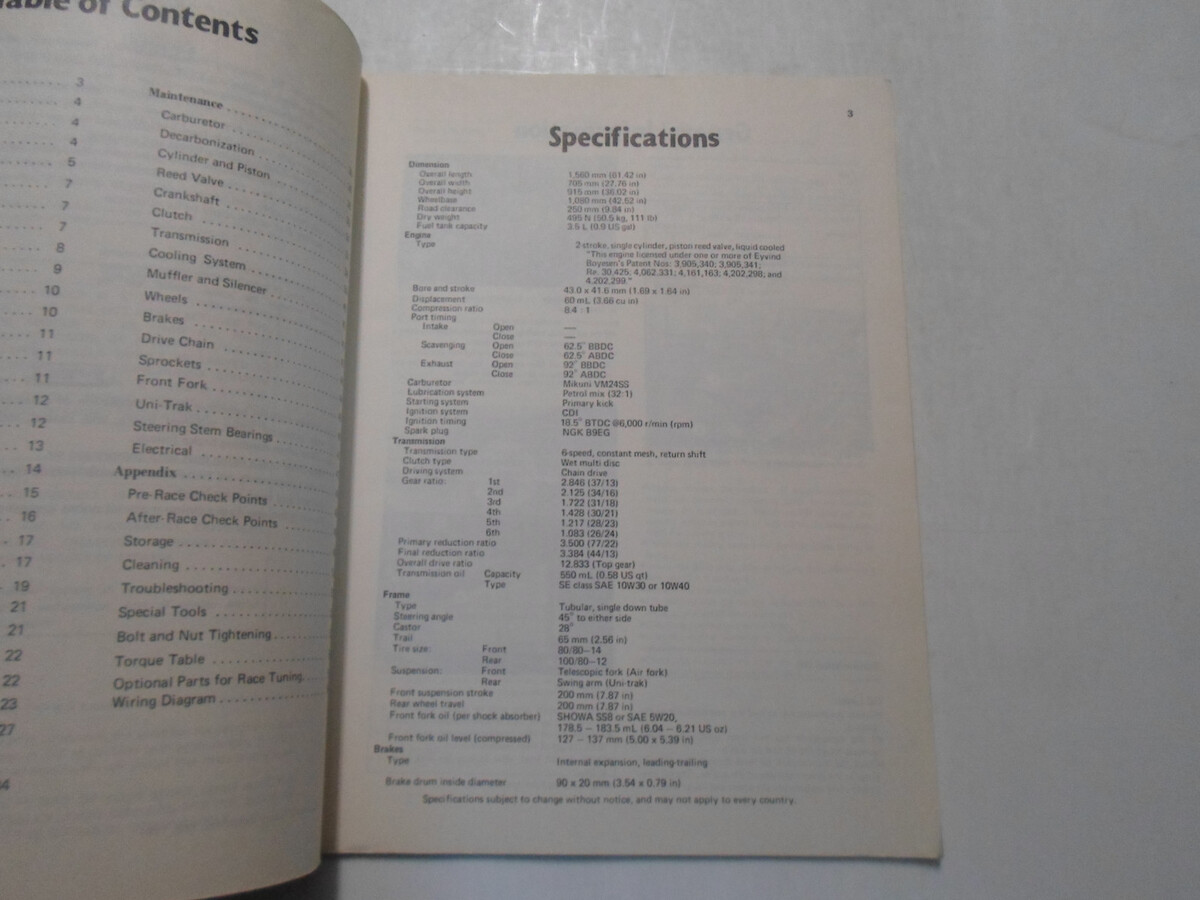 Table of Contents
3
4
4
4
5
7
7
7
8
9
10
10
11
11
11
12
12
13
14
15
16
17
17
19
21
21
22
22
23
27
Maintenance
Carburetor
Decarbonization
Cylinder and Piston
Reed Valve
Crankshaft
Clutch
Transmission
Cooling System
Muffler and Silencer
Wheels
Brakes
Drive Chain
Sprockets
Front Fork
Uni-Trak
Steering Stem Bearings
Electrical
Appendix
Pre-Race Check Points
After-Race Check Points
Storage
Cleaning
Troubleshooting
Special Tools
Bolt and Nut Tightening
Torque Table
Optional Parts for Race Tuning
Wiring Diagram
3
Specifications
Dimension
Overall length 1,560 mm (61.42 in)
Overall width 705 mm (27.76 in)
Overall height 915 mm (36.02 in)
Wheelbase 1,080 mm (42.52 in)
Road clearance 250 mm (9.84 in)
Dry weight 495 N (50.5 kg, 111 lb)
Fuel tank capacity 3.5 L (0.9 US gal)
Engine
Type 2 stroke, single cylinder, piston reed valve, liquid cooled
"This engine licensed under one or more of Eyvind
Boyesen's Patent Nos: 3,905,340; 3,905,341;
Re. 30,425; 4,062,331; 4,161,163; 4,202,298; and
4,202,299."
Bore and stroke 43.0 x 41.6 mm (1.69 x 1.64 in)
Displacement 60 mL (3.66 cu in)
Compression ratio 8.4 : 1
Port timing
Intake Open —
Close —
Scavenging Open 62.5° BBDC
Close 62.5° ABDC
Exhaust Open 92° BBDC
Close 92° ABDC
Carburetor Mikuni VM24SS
Lubrication system Petrol mix (32:1)
Starting system Primary kick
Ignition system CDI
Ignition timing 18.5° BTDC @6,000 r/min (rpm)
Spark plug NGK B9EG
Transmission
Transmission type 6-speed, constant mesh, return shift
Clutch type Wet multi disc
Driving system Chain drive
Gear ratio: 1st 2.846 (37/13)
2nd 2.125 (34/16)
3rd 1.722 (31/18)
4th 1.428 (30/21)
5th 1.217 (28/23)
6th 1.083 (26/24)
Primary reduction ratio 3.500 (77/22)
Final reduction ratio 3.384 (44/13)
Overall drive ratio 12.833 (Top gear)
Transmission oil Capacity 550 mL (0.58 US qt)
Type SE class SAE 10W30 or 10W40
Frame
Type Tubular, single down tube
Steering angle 45° to either side
Castor 28°
Trail 65 mm (2.56 in)
Tire size: Front 80/80–14
Rear 100/80–12
Suspension: Front Telescopic fork (Air fork)
Rear Swing arm (Uni-trak)
Front suspension stroke 200 mm (7.87 in)
Rear wheel travel 200 mm (7.87 in)
Front fork oil (per shock absorber) SHOWA SS8 or SAE 5W20,
178.5 – 183.5 mL (6.04 – 6.21 US oz)
Front fork oil level (compressed) 127 – 137 mm (5.00 x 5.39 in)
Brakes
Type Internal expansion, leading-trailing
Brake drum inside diameter 90 x 20 mm (3.54 x 0.79 in)
Specifications subject to change without notice, and may not apply to every country.